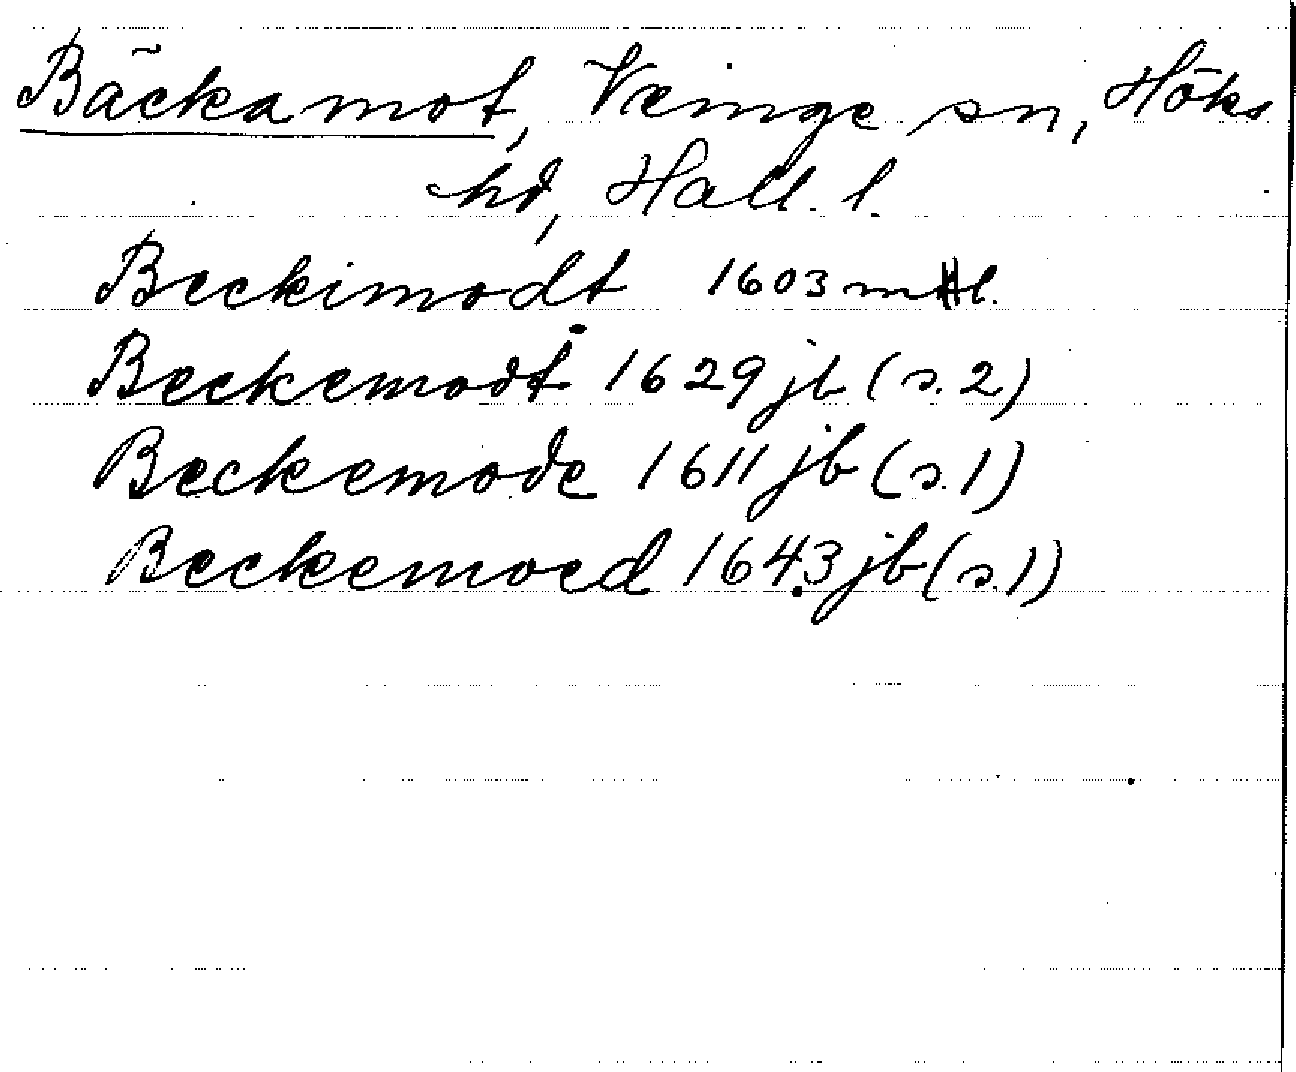 Bäckamot, Veinge sn, Höks
hd, Hall. l.
Beckimodt 1603 mtl.
Beckemodt 1629 jb (s. 2)
Beckemode 1611 jb (s. 1)
Beckemoed 1643 jb (s. 1)